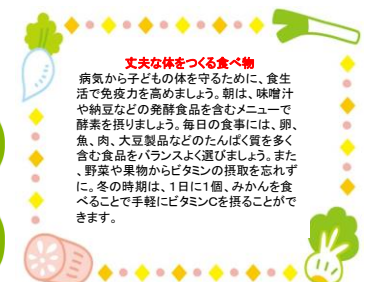 丈夫な体をつくる食べ物
病気から子どもの体を守るために、食生
活で免疫力を高めましょう。朝は、味噌汁
や納豆などの発酵食品を含むメニューで
酵素を摂りましょう。毎日の食事には、卵、
魚、肉、大豆製品などのたんぱく質を多く
含む食品をバランスよく選びましょう。また
、野菜や果物からビタミンの摂取を忘れず
に。冬の時期は、1日に1個、みかんを食
べることで手軽にビタミンCを摂ることがで
きます。